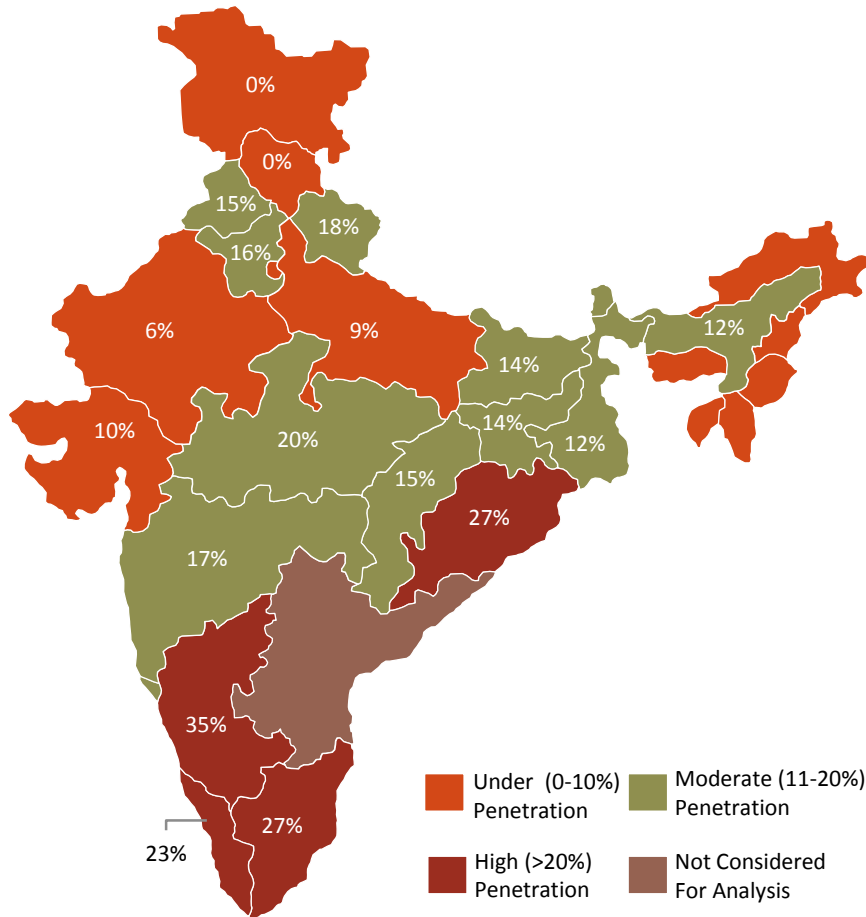 0%
0%
15%
18%
16%
6%
9%
12%
14%
10%
14%
20%
12%
15%
27%
17%
35%
27%
23%
Under (0-10%)
Penetration
Moderate (11-20%)
Penetration
High (>20%)
Penetration
Not Considered
For Analysis